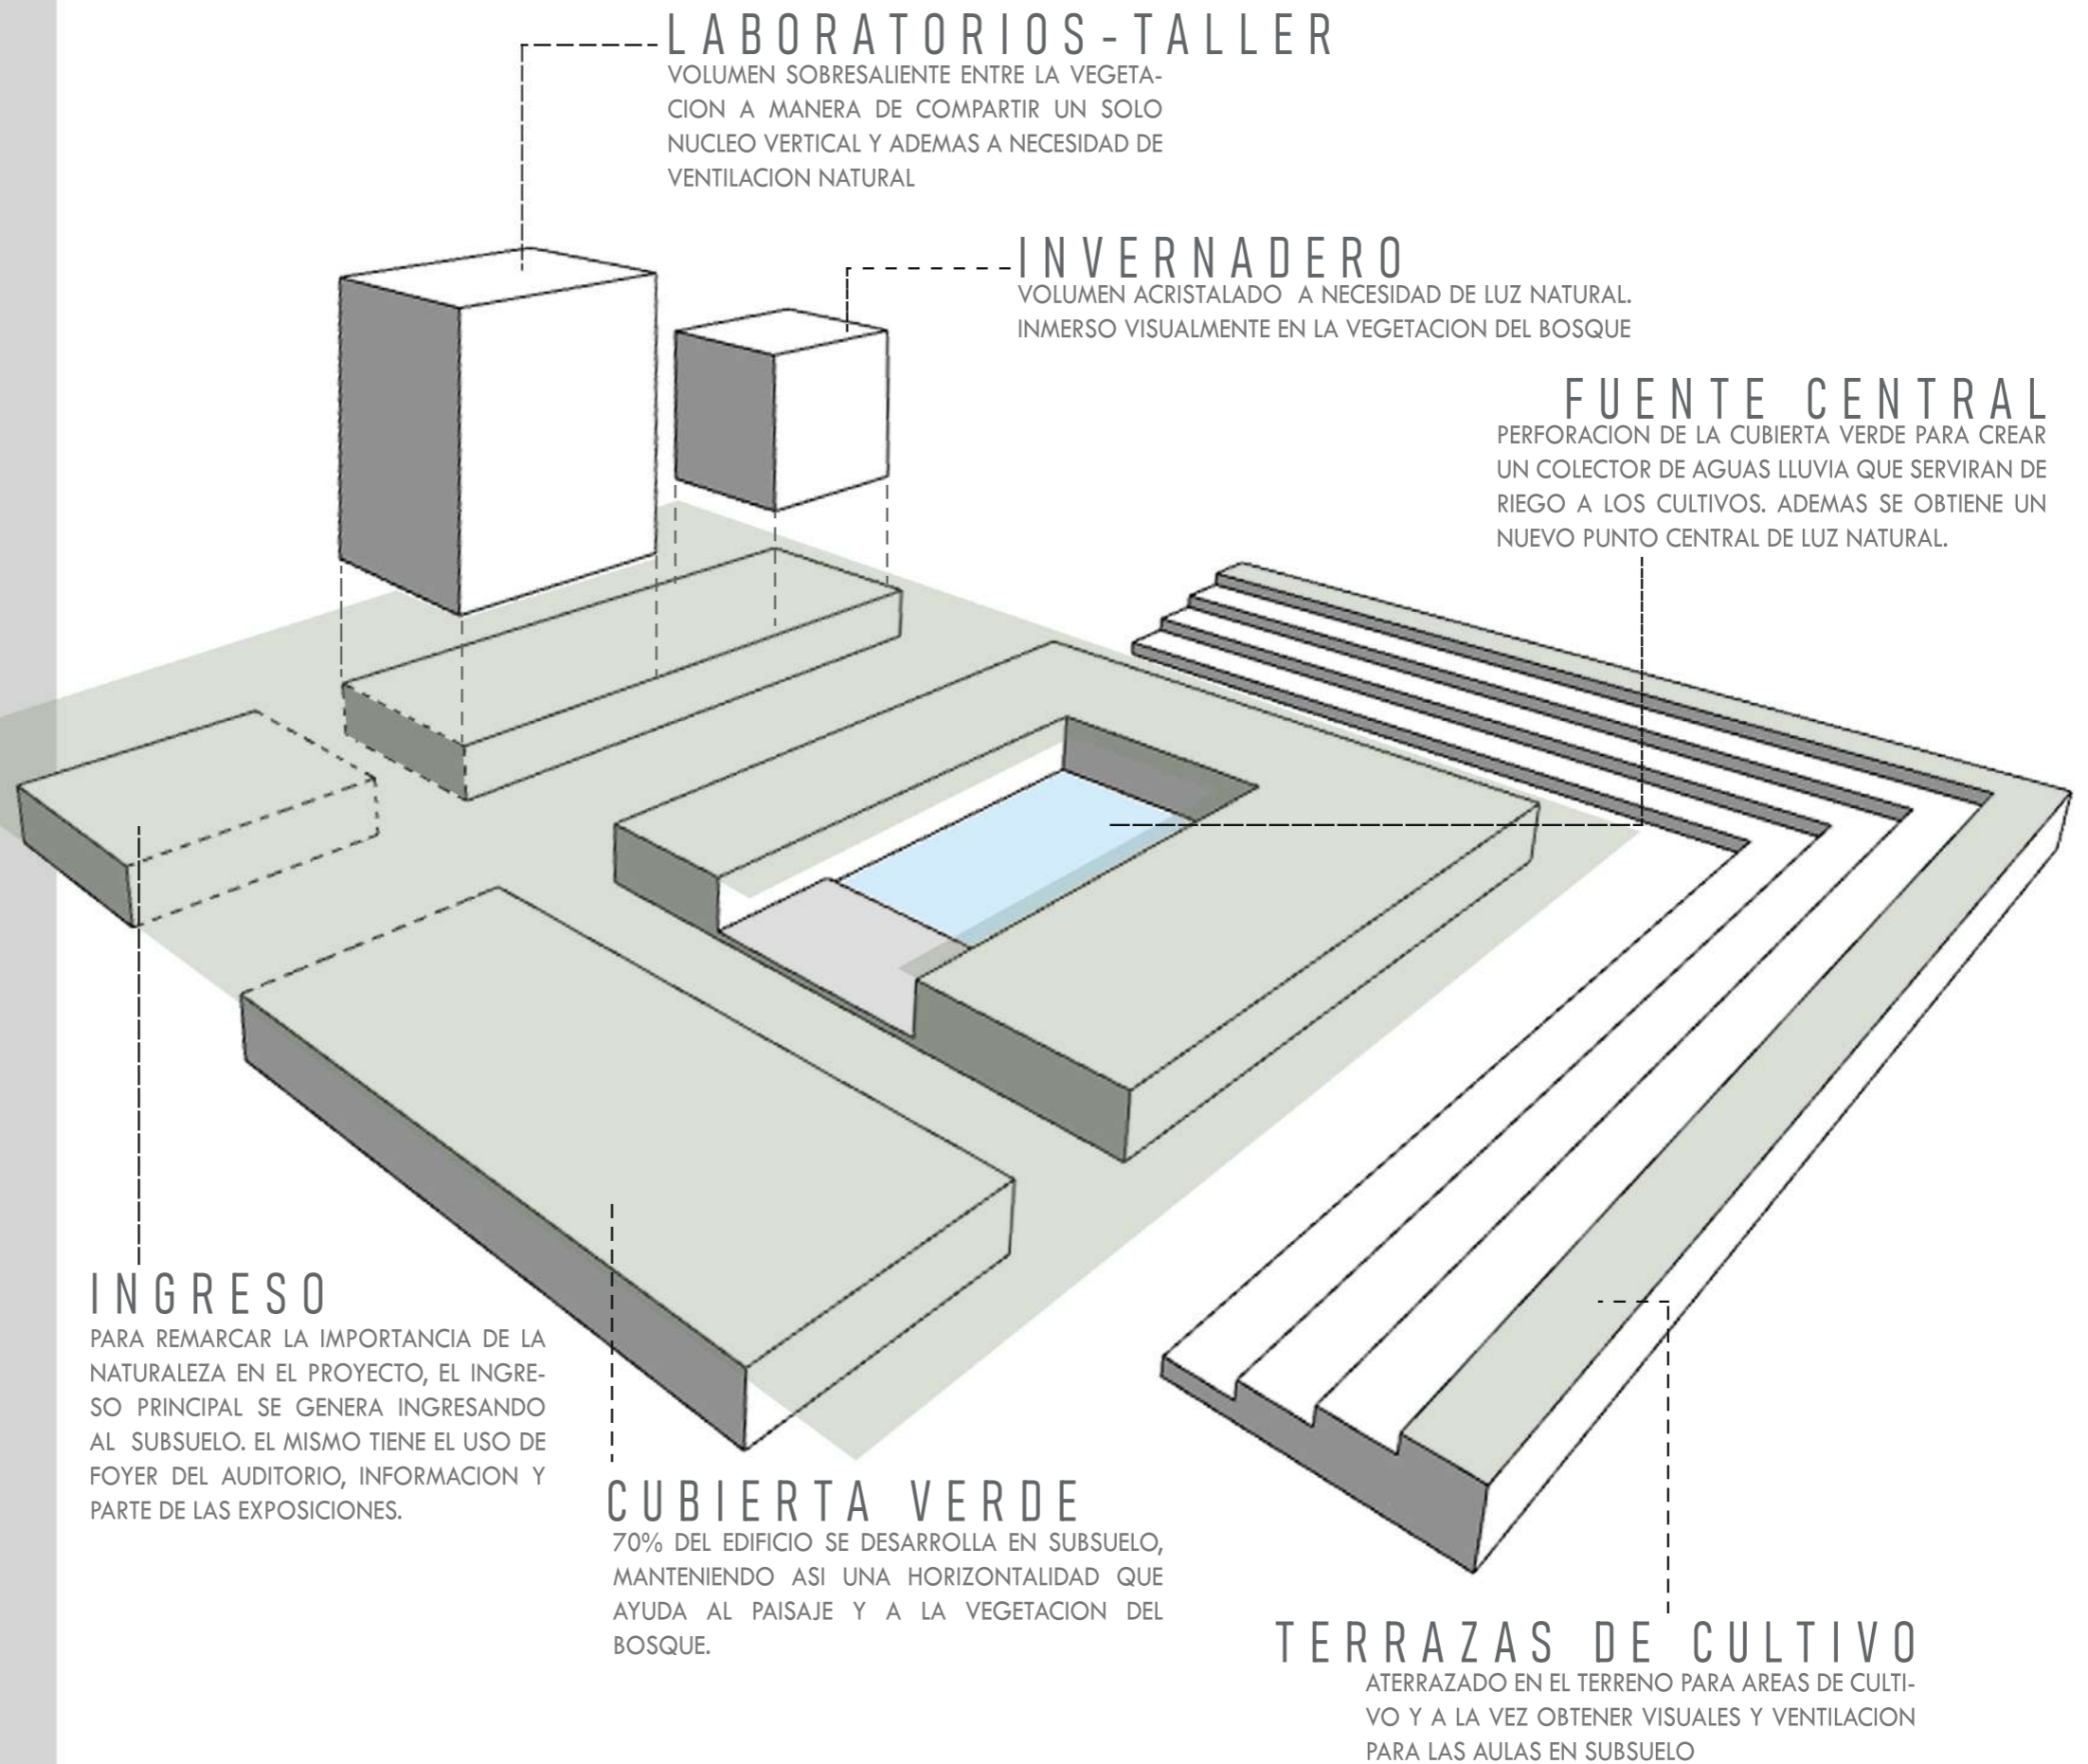 LABORATORIOS-TALLER
VOLUMEN SOBRESALIENTE ENTRE LA VEGETA-
CION A MANERA DE COMPARTIR UN SOLO
NUCLEO VERTICAL Y ADEMAS A NECESIDAD DE
VENTILACION NATURAL
INVERNADERO
VOLUMEN ACRISTALADO A NECESIDAD DE LUZ NATURAL.
INMERSO VISUALMENTE EN LA VEGETACION DEL BOSQUE
FUENTE CENTRAL
PERFORACION DE LA CUBIERTA VERDE PARA CREAR
UN COLECTOR DE AGUAS LLUVIA QUE SERVIRAN DE
RIEGO A LOS CULTIVOS. ADEMAS SE OBTIENE UN
NUEVO PUNTO CENTRAL DE LUZ NATURAL.
INGRESO
PARA REMARCAR LA IMPORTANCIA DE LA
NATURALEZA EN EL PROYECTO, EL INGRE-
SO PRINCIPAL SE GENERA INGRESANDO
AL SUBSUELO. EL MISMO TIENE EL USO DE
FOYER DEL AUDITORIO, INFORMACION Y
PARTE DE LAS EXPOSICIONES.
CUBIERTA VERDE
70% DEL EDIFICIO SE DESARROLLA EN SUBSUELO,
MANTENIENDO ASI UNA HORIZONTALIDAD QUE
AYUDA AL PAISAJE Y A LA VEGETACION DEL
BOSQUE.
TERRAZAS DE CULTIVO
ATERRAZADO EN EL TERRENO PARA AREAS DE CULTI-
VO Y A LA VEZ OBTENER VISUALES Y VENTILACION
PARA LAS AULAS EN SUBSUELO